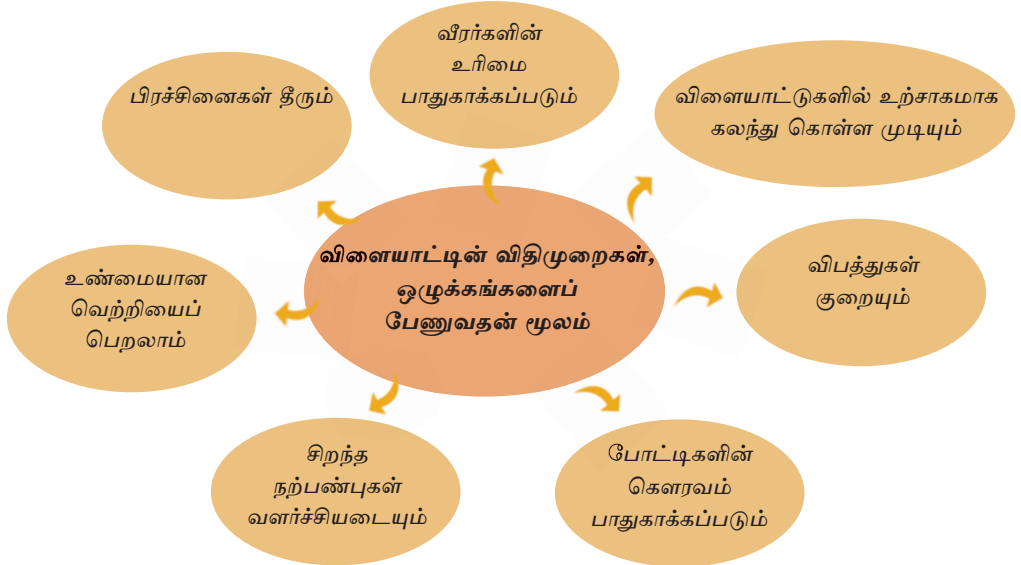 வீரர்களின்
உரிமை
பாதுகாக்கப்படும்
பிரச்சினைகள் தீரும்
விளையாட்டுகளில் உற்சாகமாக
கலந்து கொள்ள முடியும்
விளையாட்டின் விதிமுறைகள்,
ஒழுக்கங்களைப்
பேணுவதன் மூலம்
உண்மையான
வெற்றியைப்
பெறலாம்
விபத்துகள்
குறையும்
சிறந்த
நற்பண்புகள்
வளர்ச்சியடையும்
போட்டிகளின்
கௌரவம்
பாதுகாக்கப்படும்